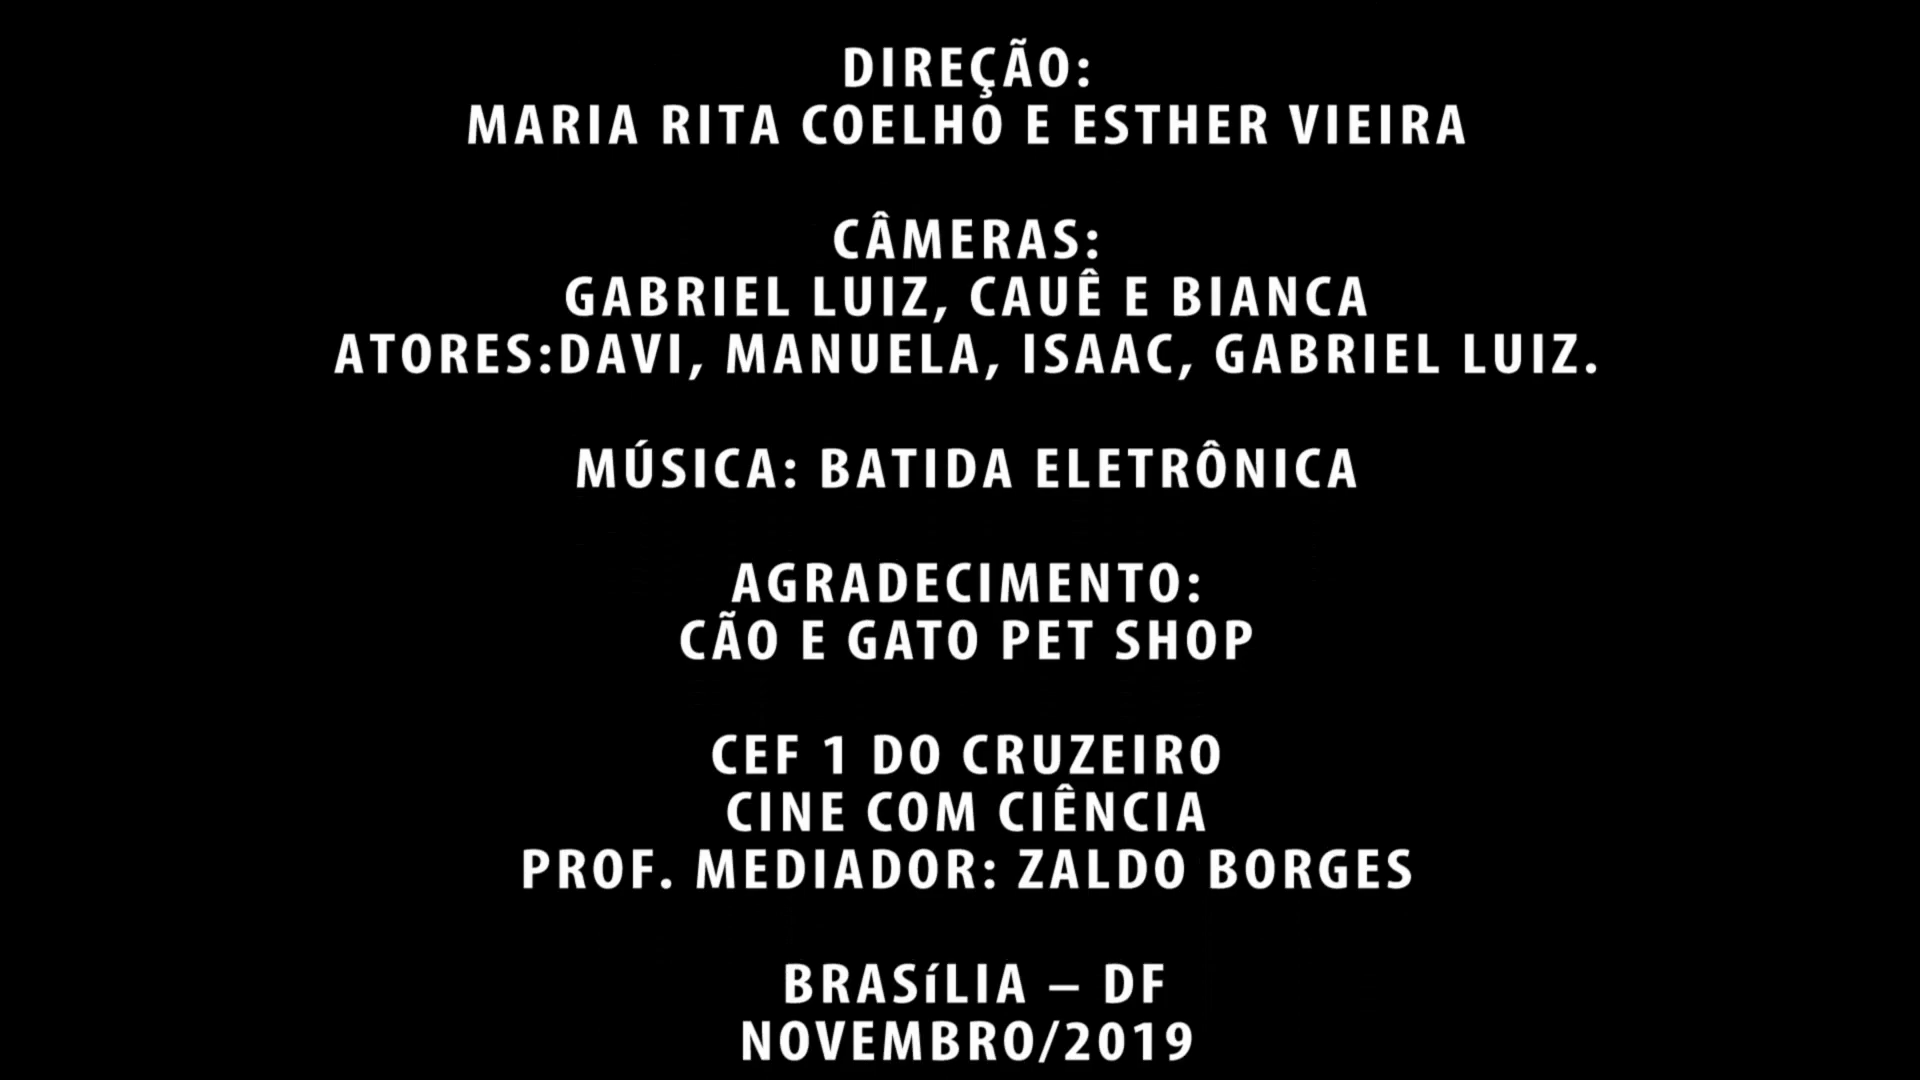 DIREÇÃO:
MARIA RITA COELHO E ESTHER VIEIRA
CÂMERAS:
GABRIEL LUIZ, CAUÊ E BIANCA
ATORES:DAVI, MANUELA, ISAAC, GABRIEL LUIZ.
MÚSICA: BATIDA ELETRÔNICA
AGRADECIMENTO:
CÃO E GATO PET SHOP
CEF 1 DO CRUZEIRO
CINE COM CIÊNCIA
PROF. MEDIADOR: ZALDO BORGES
BRASíLIA – DF
NOVEMBRO/2019